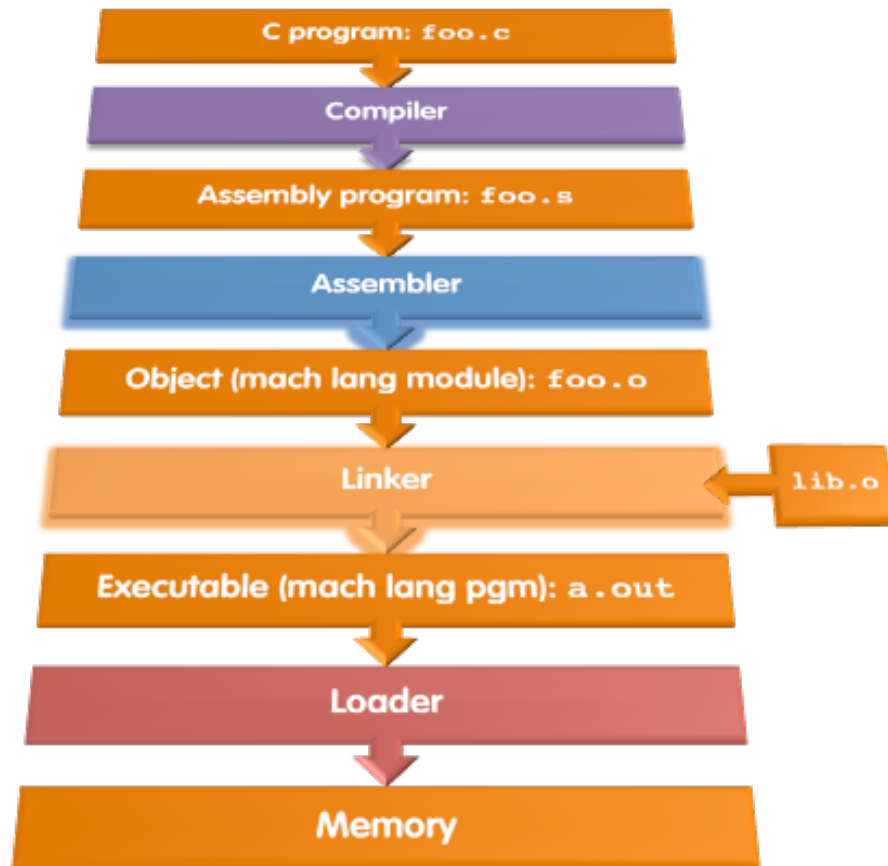 C program: foo.c
Compiler
Assembly program: foo.s
Assembler
Object (mach lang module): foo.o
Linker
lib.o
Executable (mach lang pgm): a.out
Loader
Memory